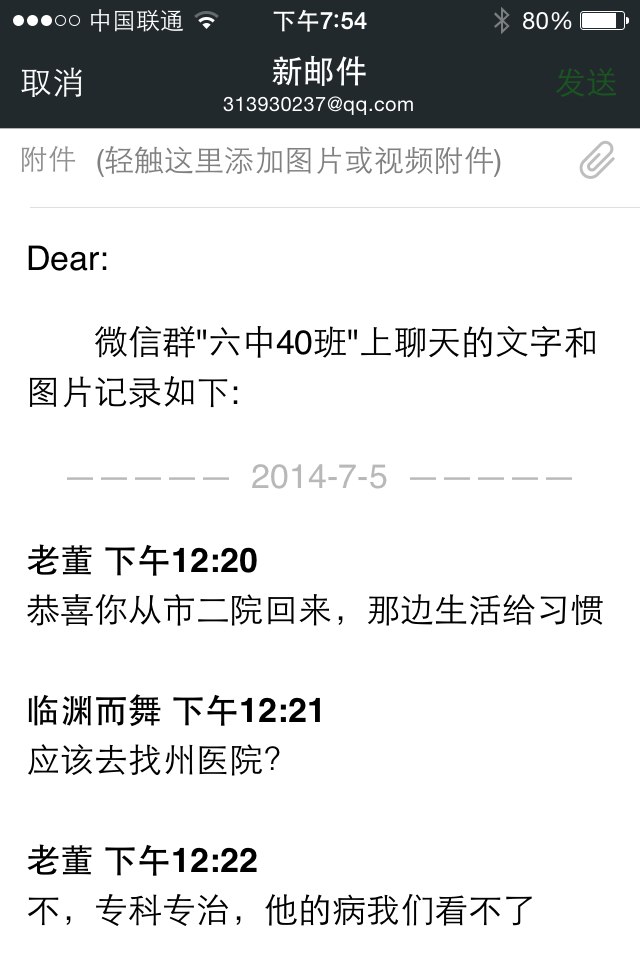 中国联通 下午7:54 80%
取消 新邮件 发送
313930237@qq.com
附件 (轻触这里添加图片或视频附件)
Dear:
微信群"六中40班"上聊天的文字和
图片记录如下:
————— 2014-7-5 —————
老董 下午12:20
恭喜你从市二院回来，那边生活给习惯
临渊而舞 下午12:21
应该去找州医院?
老董 下午12:22
不，专科专治，他的病我们看不了